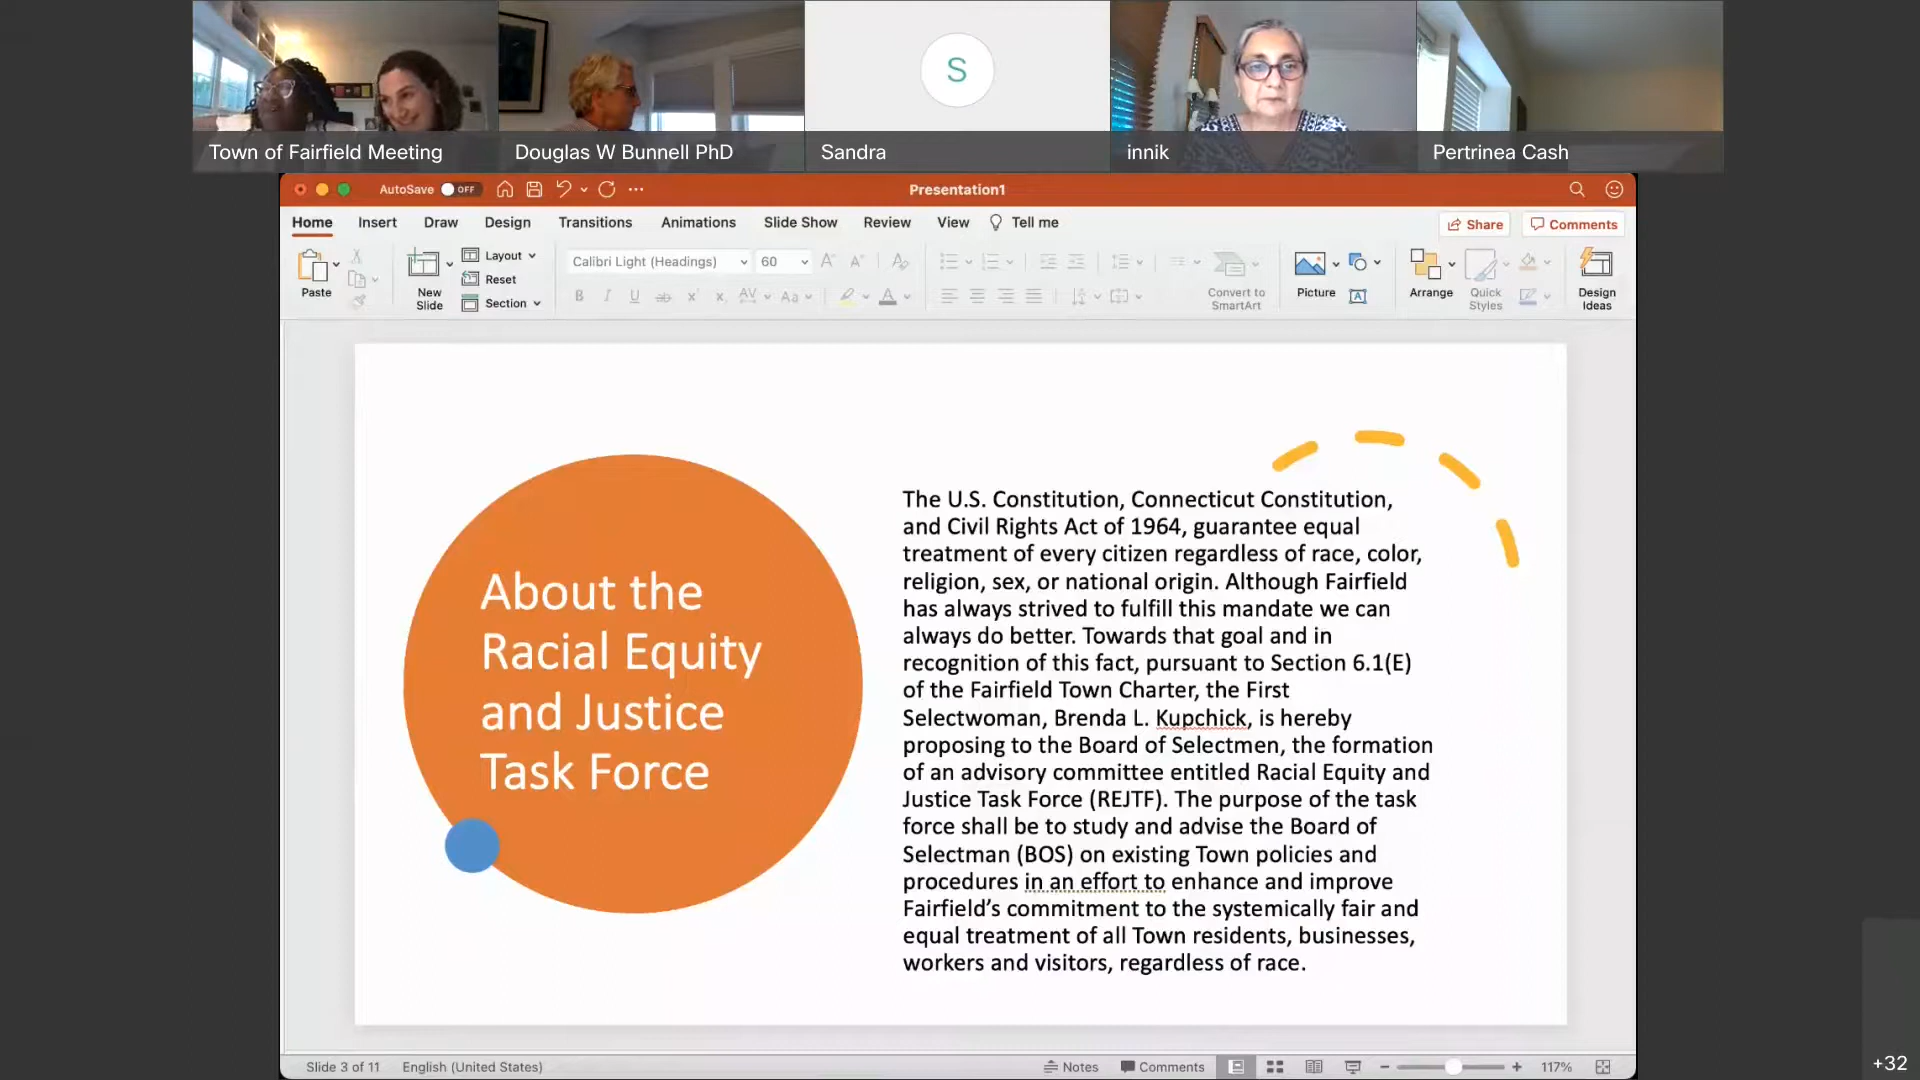 S
Town of Fairfield Meeting
Douglas W Bunnell PhD
Sandra
innik
Pertrinea Cash
AutoSave OFF
Presentation1
Home Insert Draw Design Transitions Animations Slide Show Review View Tell me
Share Comments
Paste
New
Slide
Layout
Reset
Section
Calibri Light (Headings) 60
Convert to
SmartArt
Picture
Arrange
Quick
Styles
Design
Ideas
About the
Racial Equity
and Justice
Task Force
The U.S. Constitution, Connecticut Constitution,
and Civil Rights Act of 1964, guarantee equal
treatment of every citizen regardless of race, color,
religion, sex, or national origin. Although Fairfield
has always strived to fulfill this mandate we can
always do better. Towards that goal and in
recognition of this fact, pursuant to Section 6.1(E)
of the Fairfield Town Charter, the First
Selectwoman, Brenda L. Kupchick, is hereby
proposing to the Board of Selectmen, the formation
of an advisory committee entitled Racial Equity and
Justice Task Force (REJTF). The purpose of the task
force shall be to study and advise the Board of
Selectman (BOS) on existing Town policies and
procedures in an effort to enhance and improve
Fairfield’s commitment to the systemically fair and
equal treatment of all Town residents, businesses,
workers and visitors, regardless of race.
Slide 3 of 11 English (United States)
Notes Comments 117%
+32